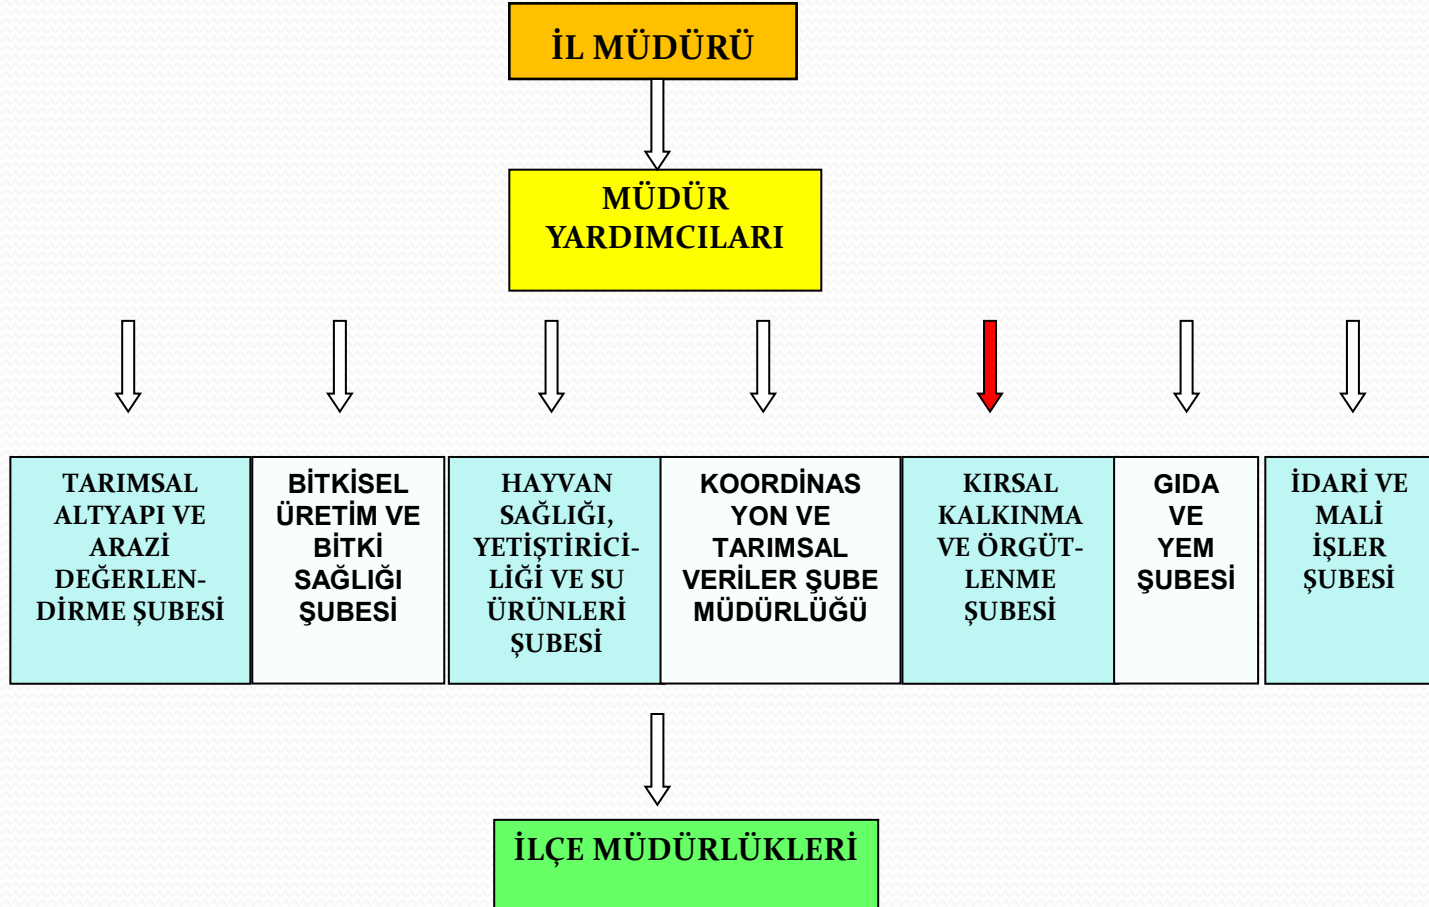 İL MÜDÜRÜ
MÜDÜR
YARDIMCILARI
TARIMSAL
ALTYAPI VE
ARAZİ
DEĞERLEN-
DİRME ŞUBESİ
BİTKİSEL
ÜRETİM VE
BİTKİ
SAĞLIĞI
ŞUBESİ
HAYVAN
SAĞLIĞI,
YETİŞTİRİCİ-
LİĞİ VE SU
ÜRÜNLERİ
ŞUBESİ
KOORDİNAS
YON VE
TARIMSAL
VERİLER ŞUBE
MÜDÜRLÜĞÜ
KIRSAL
KALKINMA
VE ÖRGÜT-
LENME
ŞUBESİ
GIDA
VE
YEM
ŞUBESİ
İDARİ VE
MALİ
İŞLER
ŞUBESİ
İLÇE MÜDÜRLÜKLERİ